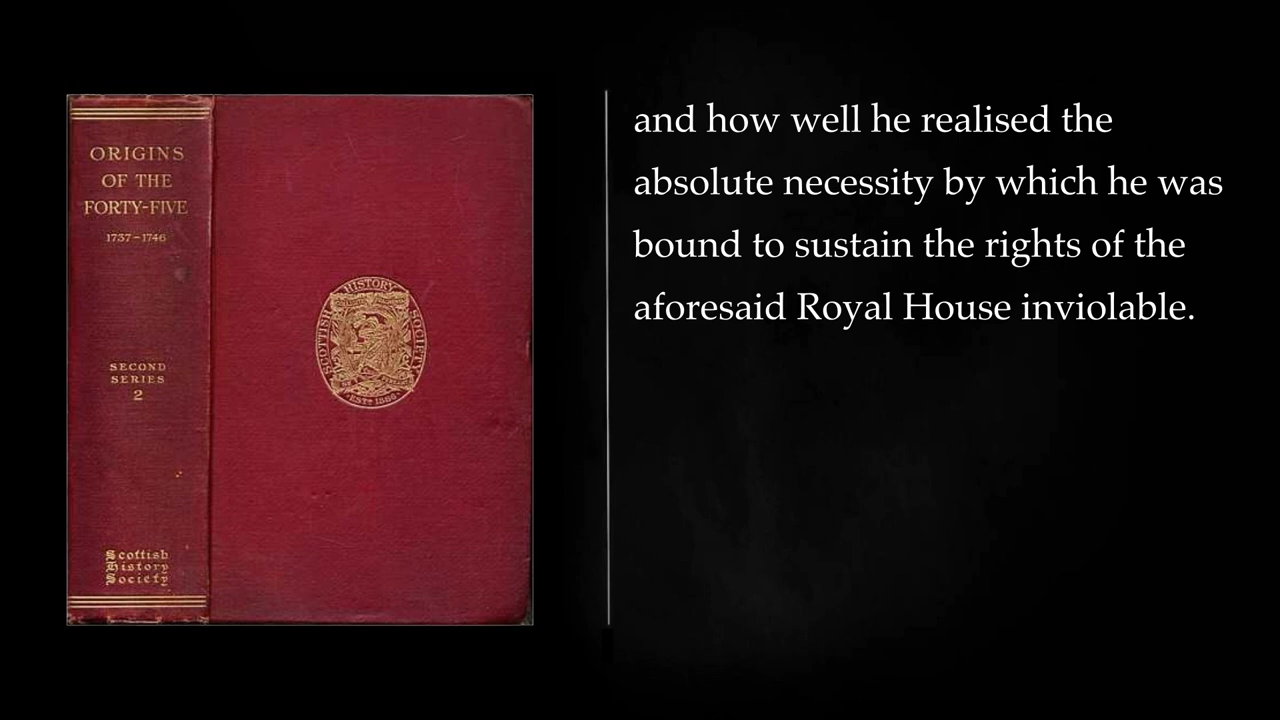 ORIGINS
OF THE
FORTY-FIVE
1737-1746
SECOND
SERIES
2
Scottish
History
Society
SCOTTISH HISTORY SOCIETY
·ESTD 1886·
and how well he realised the
absolute necessity by which he was
bound to sustain the rights of the
aforesaid Royal House inviolable.